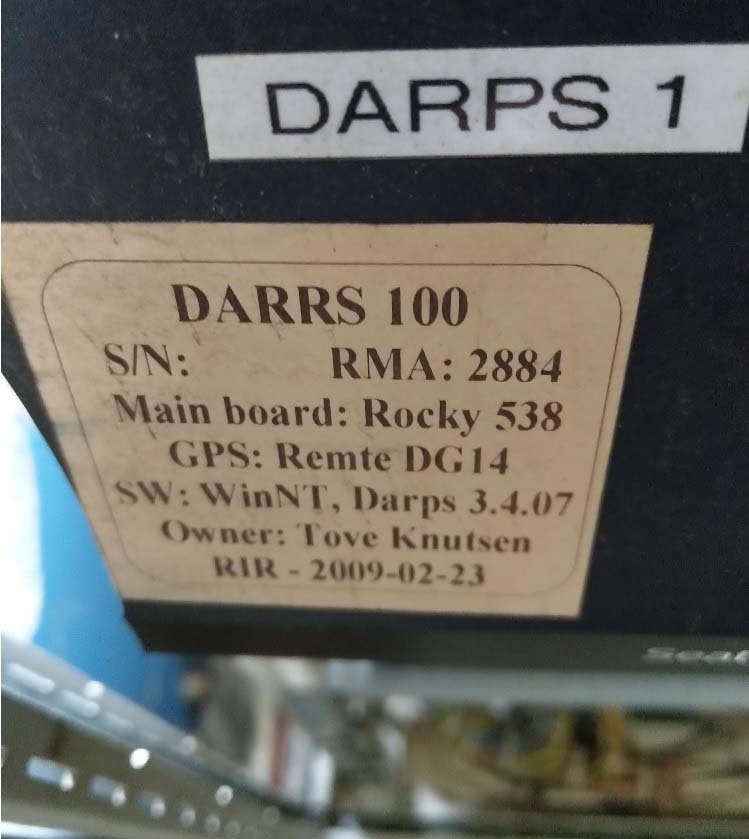 DARPS 1
DARRS 100
S/N: RMA: 2884
Main board: Rocky 538
GPS: Remte DG14
SW: WinNT, Darps 3.4.07
Owner: Tove Knutsen
RIR - 2009-02-23